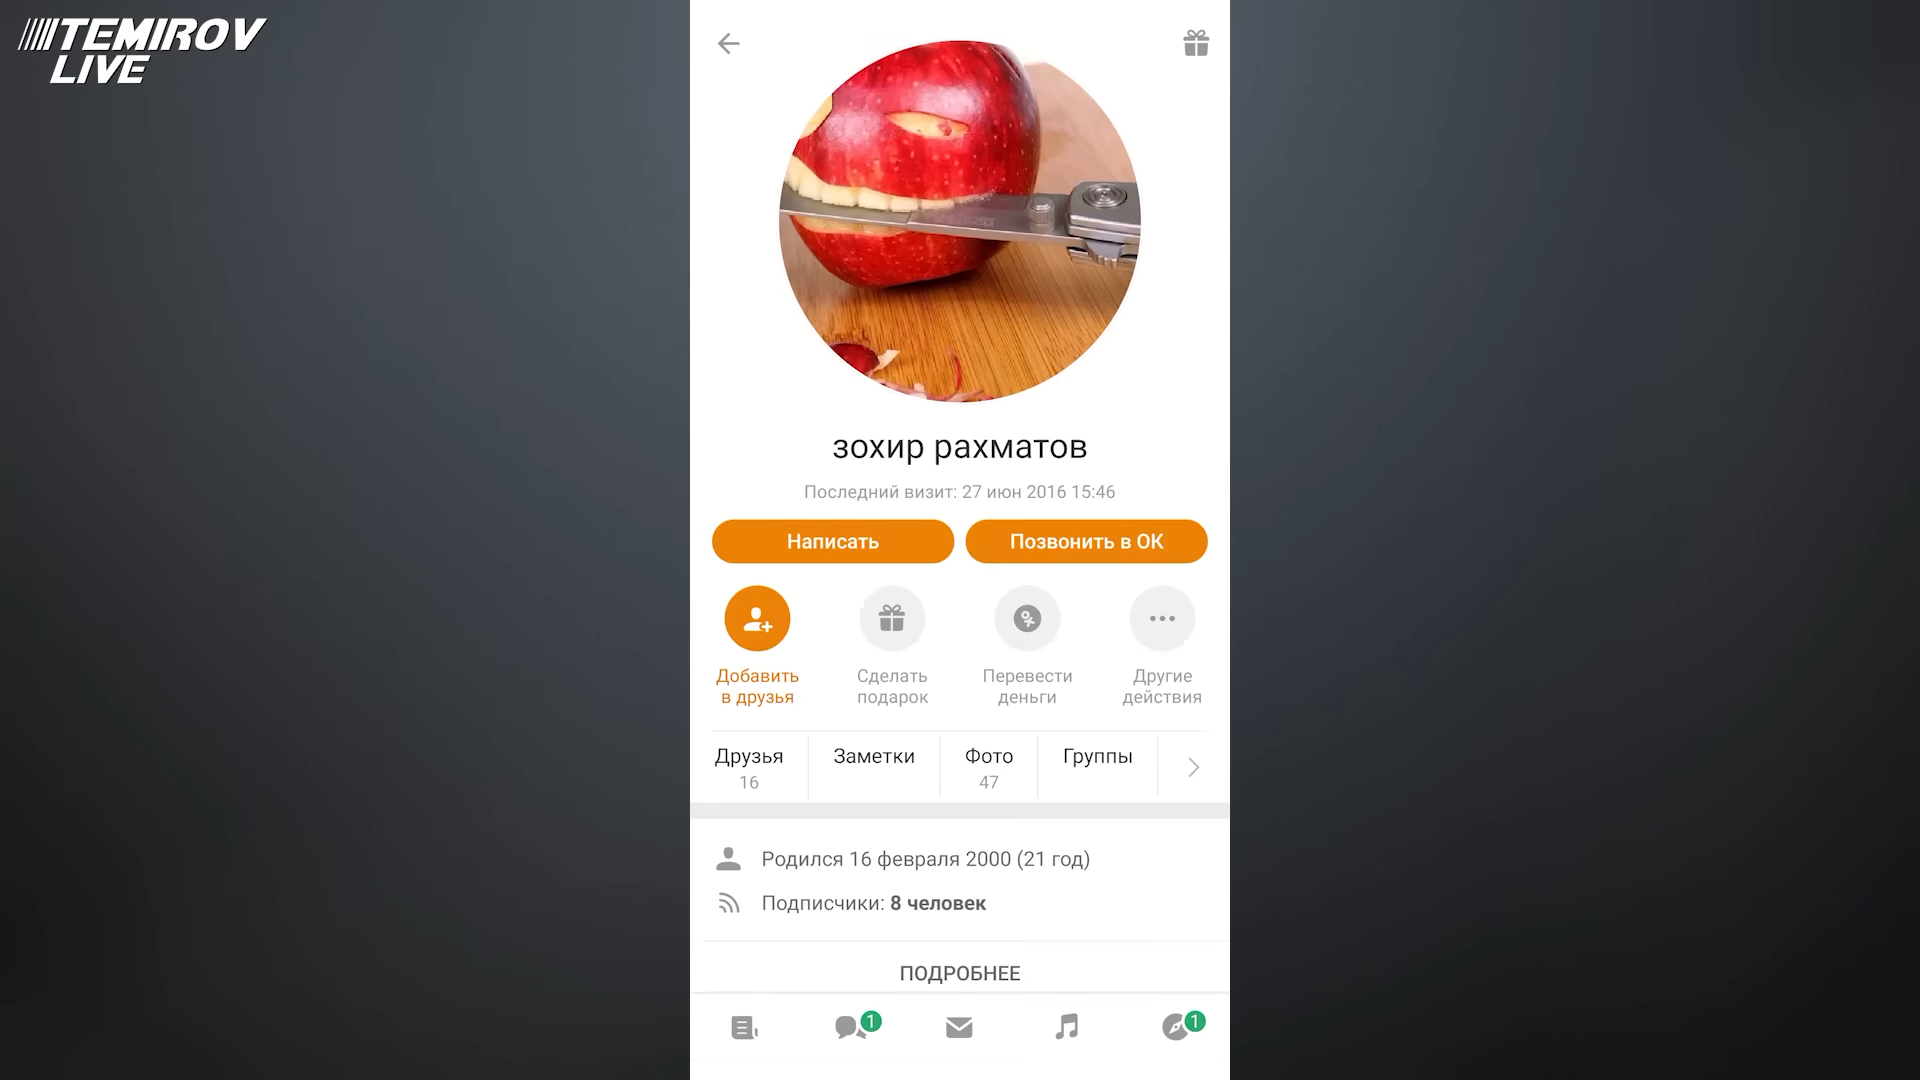 TEMIROV
LIVE
зохир рахматов
Последний визит: 27 июн 2016 15:46
Написать
Позвонить в ОК
Добавить
в друзья
Сделать
подарок
Перевести
деньги
Другие
действия
Друзья
16
Заметки
Фото
47
Группы
Родился 16 февраля 2000 (21 год)
Подписчики: 8 человек
ПОДРОБНЕЕ
1
1